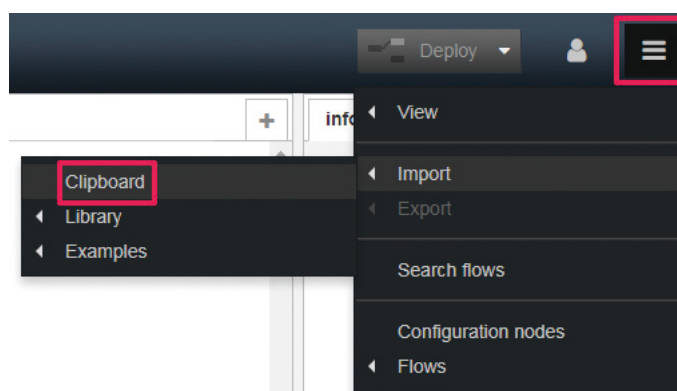 Deploy
+
info
View
Clipboard
Import
Library
Export
Examples
Search flows
Configuration nodes
Flows